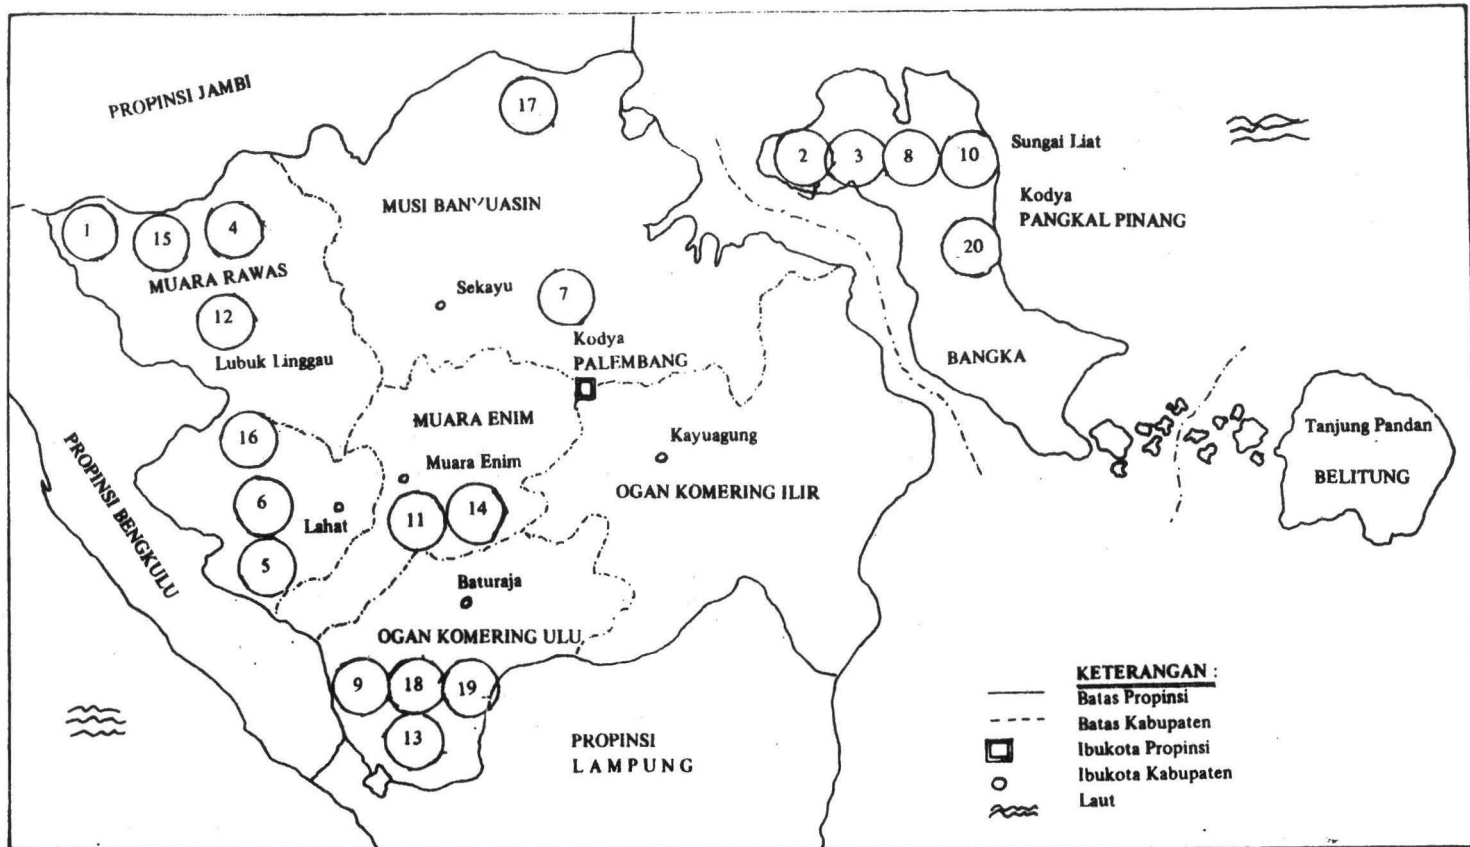 PROPINSI JAMBI
17
2
3
8
10
Sungai Liat
Kodya
PANGKAL PINANG
20
1
15
4
MUARA RAWAS
12
Lubuk Linggau
MUSI BANYUASIN
Sekayu
7
Kodya
PALEMBANG
BANGKA
Tanjung Pandan
BELITUNG
MUARA ENIM
Muara Enim
11
14
Kayuagung
OGAN KOMERING ILIR
16
6
Lahat
5
PROPINSI BENGKULU
Baturaja
OGAN KOMERING ULU
9
18
19
13
PROPINSI
LAMPUNG
KETERANGAN :
Batas Propinsi
Batas Kabupaten
Ibukota Propinsi
Ibukota Kabupaten
Laut